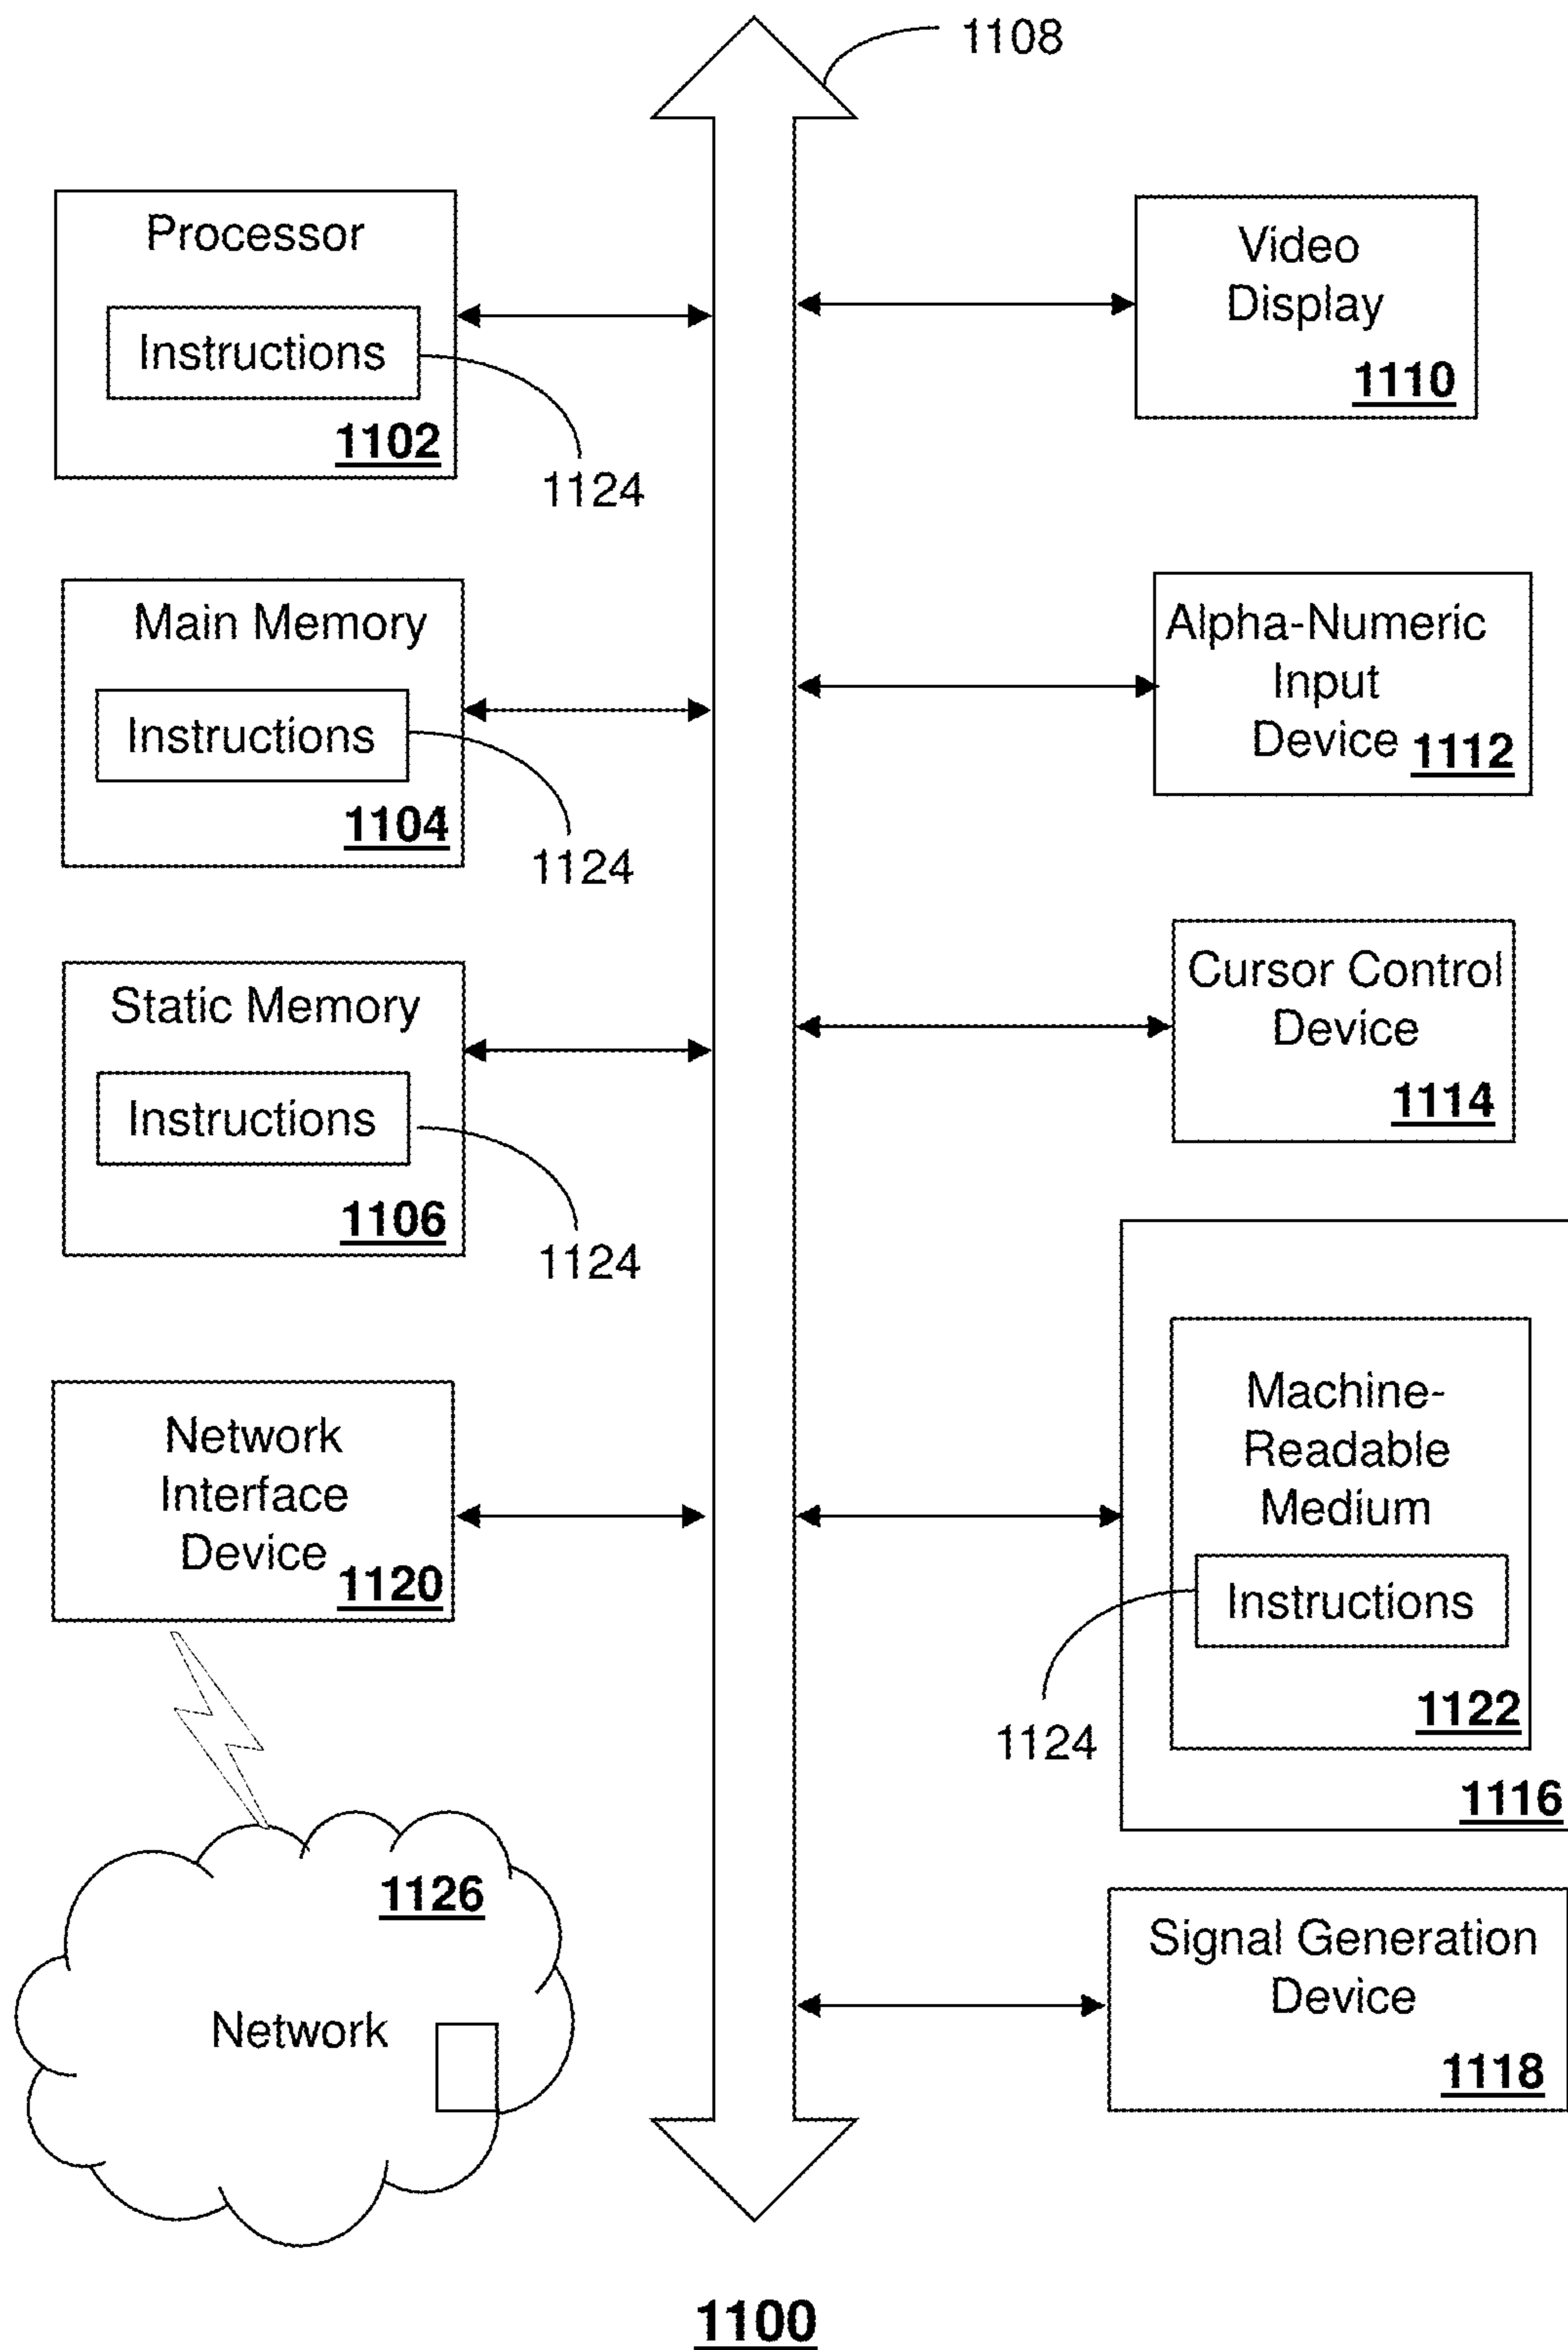 1108
Processor
Instructions
1102
1124
Main Memory
Instructions
1104
1124
Static Memory
Instructions
1106
1124
Network
Interface
Device
1120
1126
Network
Video
Display
1110
Alpha-Numeric
Input
Device
1112
Cursor Control
Device
1114
Machine-
Readable
Medium
Instructions
1124
1122
1116
Signal Generation
Device
1118
1100